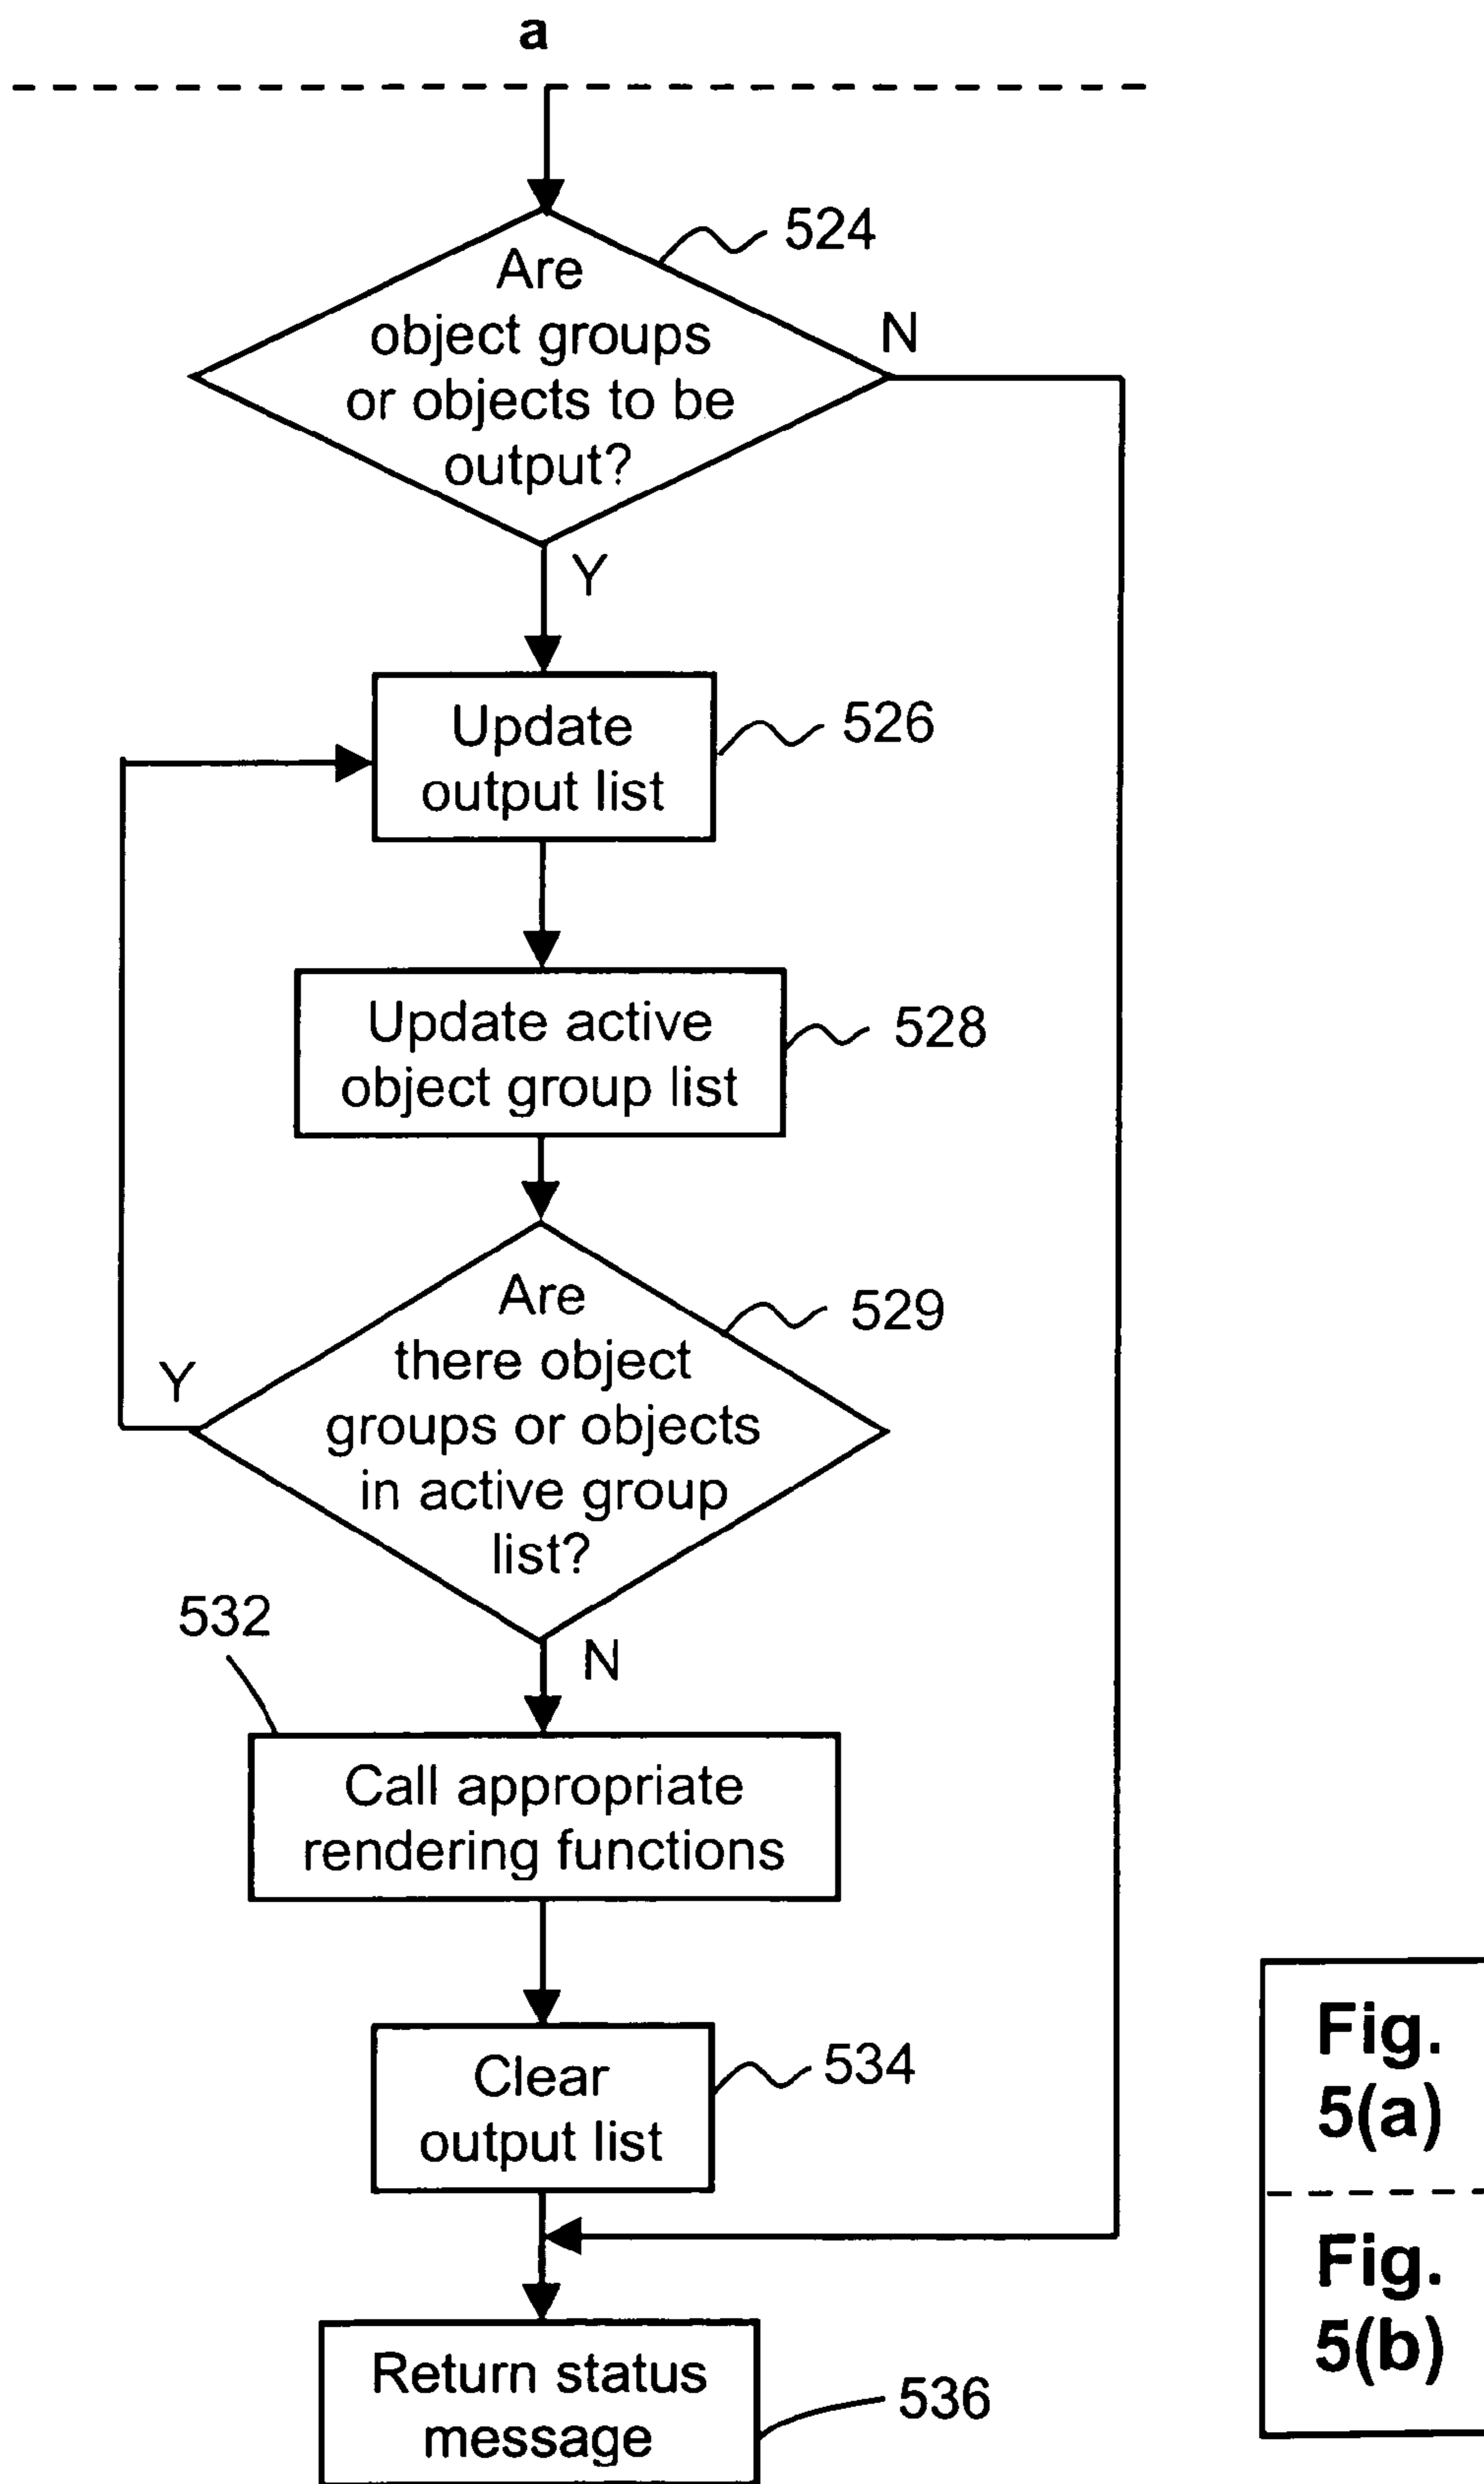 a
524
Are
object groups
or objects to be
output?
N
Y
Update
output list
526
Update active
object group list
528
Are
there object
groups or objects
in active group
list?
529
Y
N
532
Call appropriate
rendering functions
Clear
output list
534
Return status
message
536
Fig.
5(a)
Fig.
5(b)